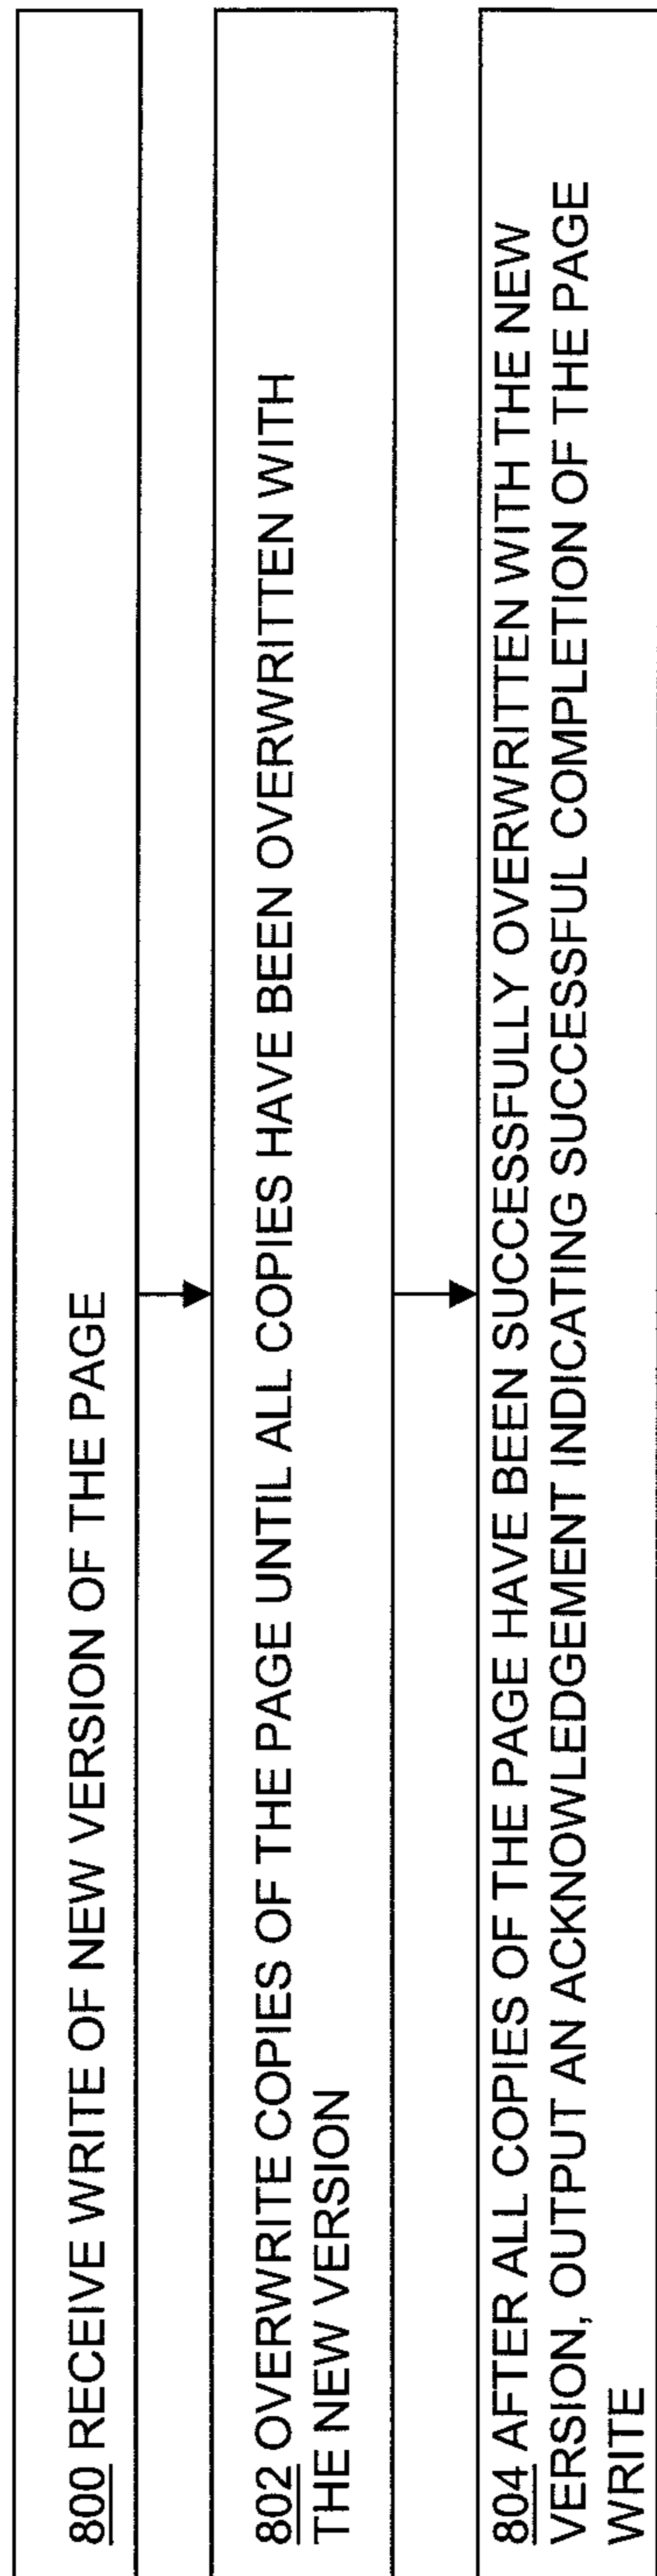 800 RECEIVE WRITE OF NEW VERSION OF THE PAGE
802 OVERWRITE COPIES OF THE PAGE UNTIL ALL COPIES HAVE BEEN OVERWRITTEN WITH
THE NEW VERSION
804 AFTER ALL COPIES OF THE PAGE HAVE BEEN SUCCESSFULLY OVERWRITTEN WITH THE NEW
VERSION, OUTPUT AN ACKNOWLEDGEMENT INDICATING SUCCESSFUL COMPLETION OF THE PAGE
WRITE